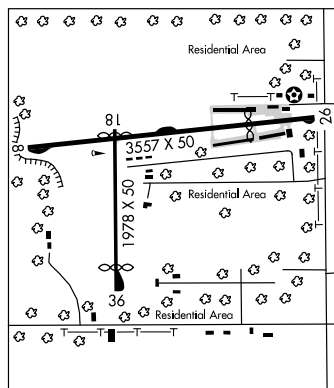 Residential Area
18
26
3557 X 50
8
1978 X 50
Residential Area
36
Residential Area